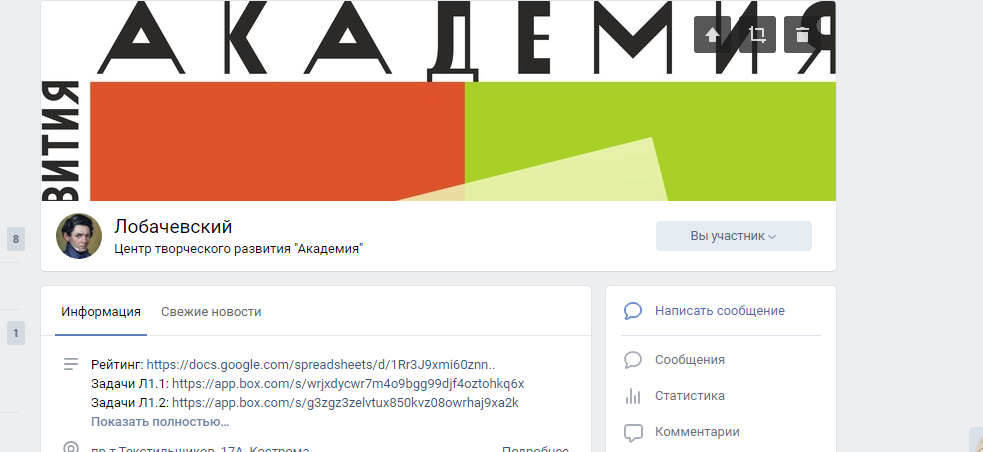 АКАДЕМИЯ
ВИТИЯ
Лобачевский
Центр творческого развития "Академия"
Вы участник
8
1
Информация
Свежие новости
Рейтинг: https://docs.google.com/spreadsheets/d/1Rr3J9xmi60znn..
Задачи Л1.1: https://app.box.com/s/wrjxdycwr7m4o9bgg99djf4oztohkq6x
Задачи Л1.2: https://app.box.com/s/g3zgz3zelvtux850kvz08owrhaj9xa2k
Показать полностью…
пр-т Текстильщиков, 17А, Кострома
Подробнее
Написать сообщение
Сообщения
Статистика
Комментарии